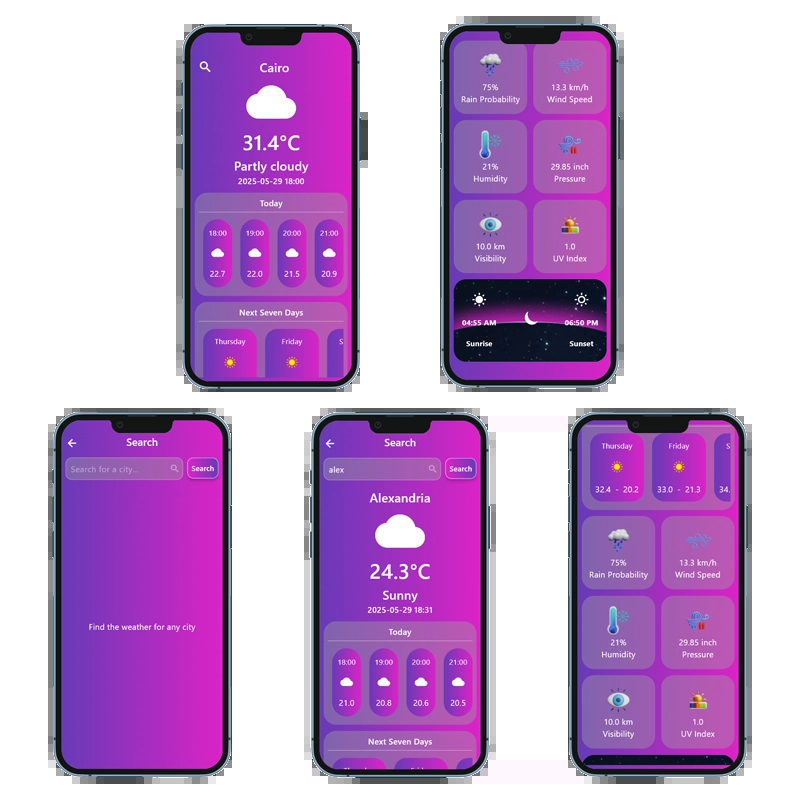 Cairo
31.4°C
Partly cloudy
2025-05-29 18:00
Today
18:00 19:00 20:00 21:00
22.7 22.0 21.5 20.9
Next Seven Days
Thursday Friday S
75% 13.3 km/h
Rain Probability Wind Speed
21% 29.85 inch
Humidity Pressure
10.0 km 1.0
Visibility UV Index
04:55 AM 06:50 PM
Sunrise Sunset
Search
Search for a city... Search
Find the weather for any city
Search
alex Search
Alexandria
24.3°C
Sunny
2025-05-29 18:31
Today
18:00 19:00 20:00 21:00
21.0 20.8 20.6 20.5
Next Seven Days
Thursday Friday S
32.4 - 20.2 33.0 - 21.3 34.
75% 13.3 km/h
Rain Probability Wind Speed
21% 29.85 inch
Humidity Pressure
10.0 km 1.0
Visibility UV Index